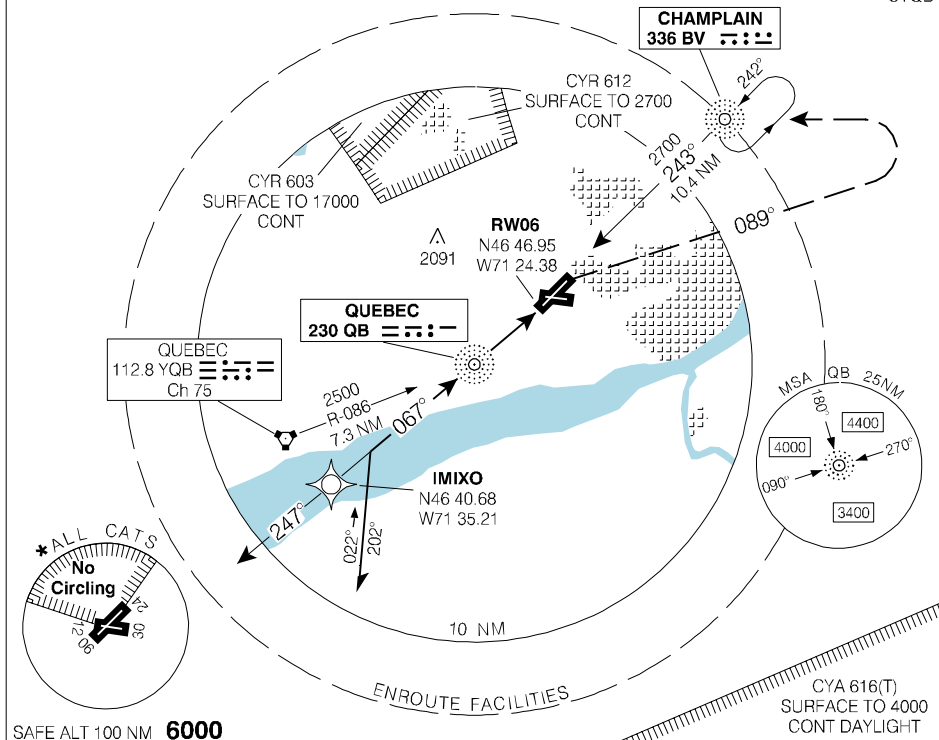 CHAMPLAIN
336 BV
242°
CYR 612
SURFACE TO 2700
CONT
2700
243°
10.4 NM
CYR 603
SURFACE TO 17000
CONT
089°
RW06
N46 46.95
W71 24.38
2091
QUEBEC
230 QB
QUEBEC
112.8 YQB
Ch 75
2500
R-086
7.3 NM
067°
MSA QB 25NM
180°
4400
4000
270°
090°
3400
IMIXO
N46 40.68
W71 35.21
247°
022°
202°
*ALL CATS
No
Circling
24
12
30
06
10 NM
ENROUTE FACILITIES
CYA 616(T)
SURFACE TO 4000
CONT DAYLIGHT
SAFE ALT 100 NM 6000